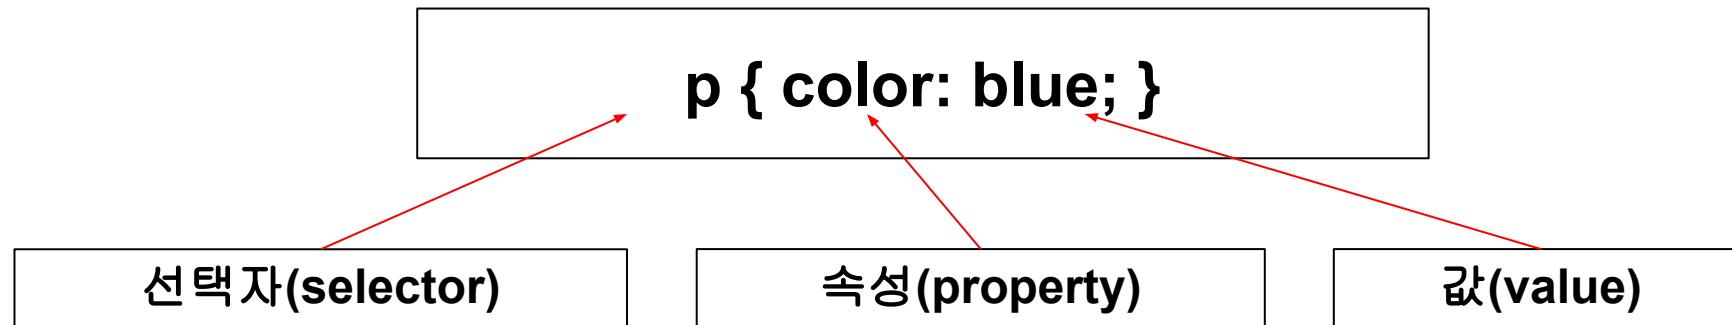 p { color: blue; }
선택자(selector)
속성(property)
값(value)